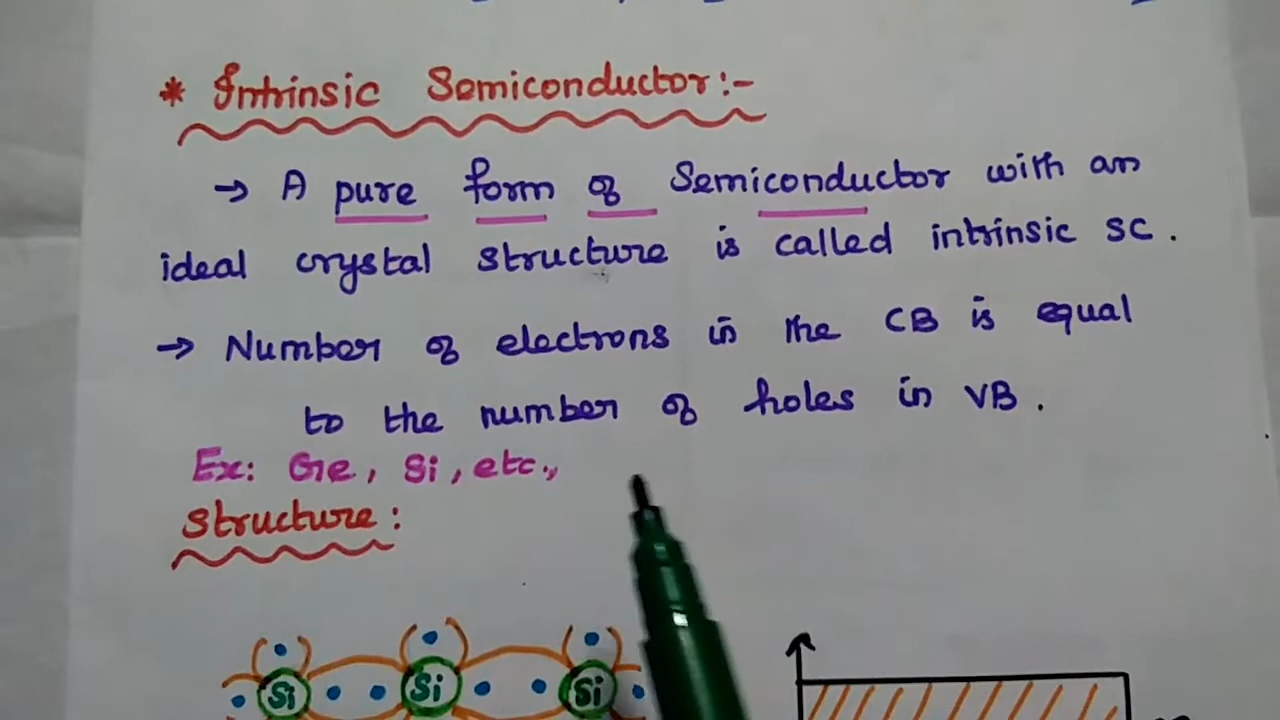 * Intrinsic Semiconductor:-
→ A pure form of Semiconductor with an
ideal crystal structure is called intrinsic SC.
→ Number of electrons in the CB is equal
to the number of holes in VB.
Ex: Ge, Si, etc.,
Structure:
Si Si Si